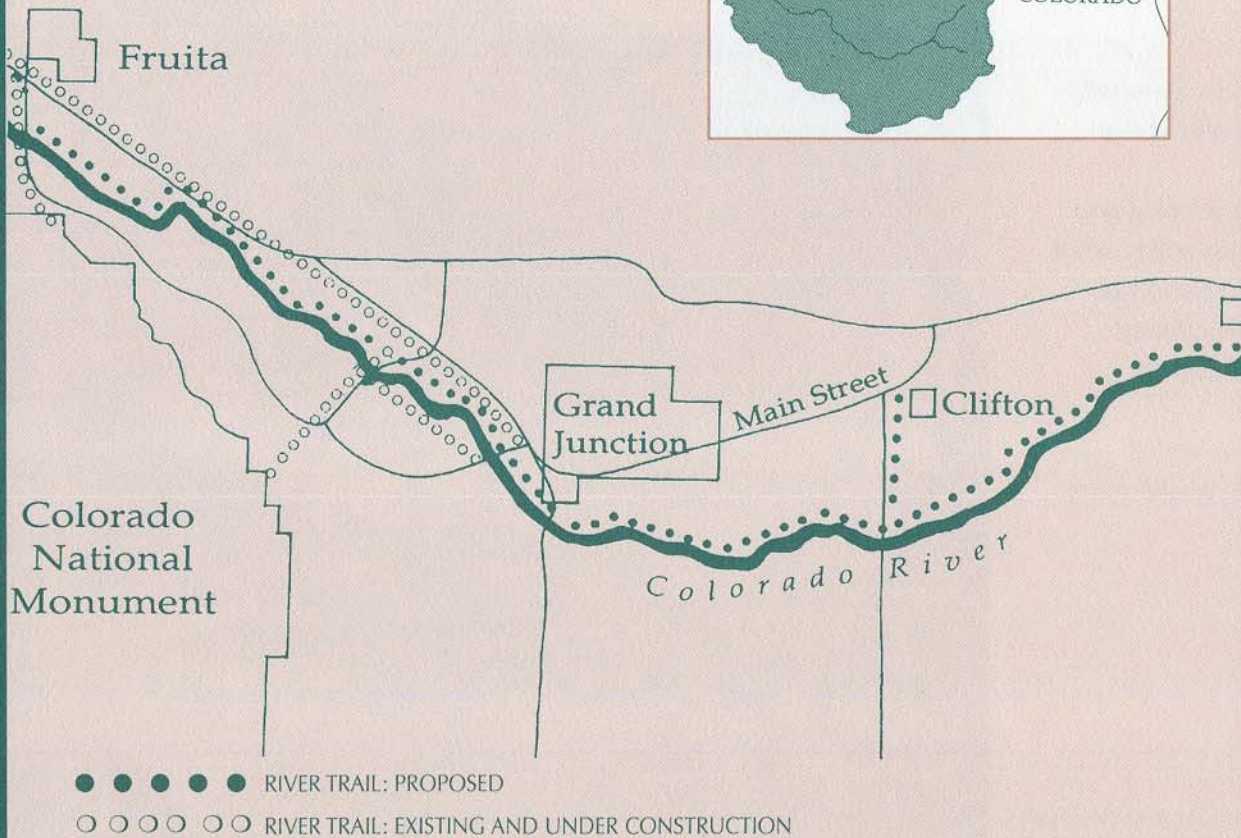 COLORADO
Fruita
Grand
Junction
Main Street
Clifton
Colorado
National
Monument
Colorado River
RIVER TRAIL: PROPOSED
RIVER TRAIL: EXISTING AND UNDER CONSTRUCTION